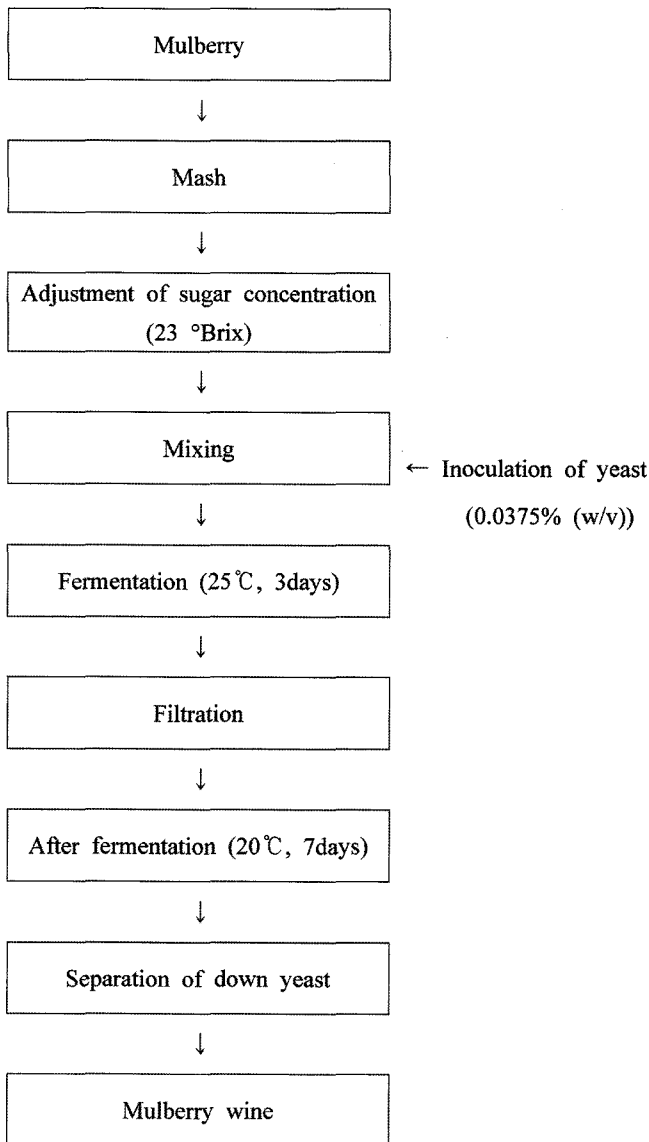 Mulberry
↓
Mash
↓
Adjustment of sugar concentration
(23 °Brix)
↓
Mixing
← Inoculation of yeast
(0.0375% (w/v))
↓
Fermentation (25℃, 3days)
↓
Filtration
↓
After fermentation (20℃, 7days)
↓
Separation of down yeast
↓
Mulberry wine